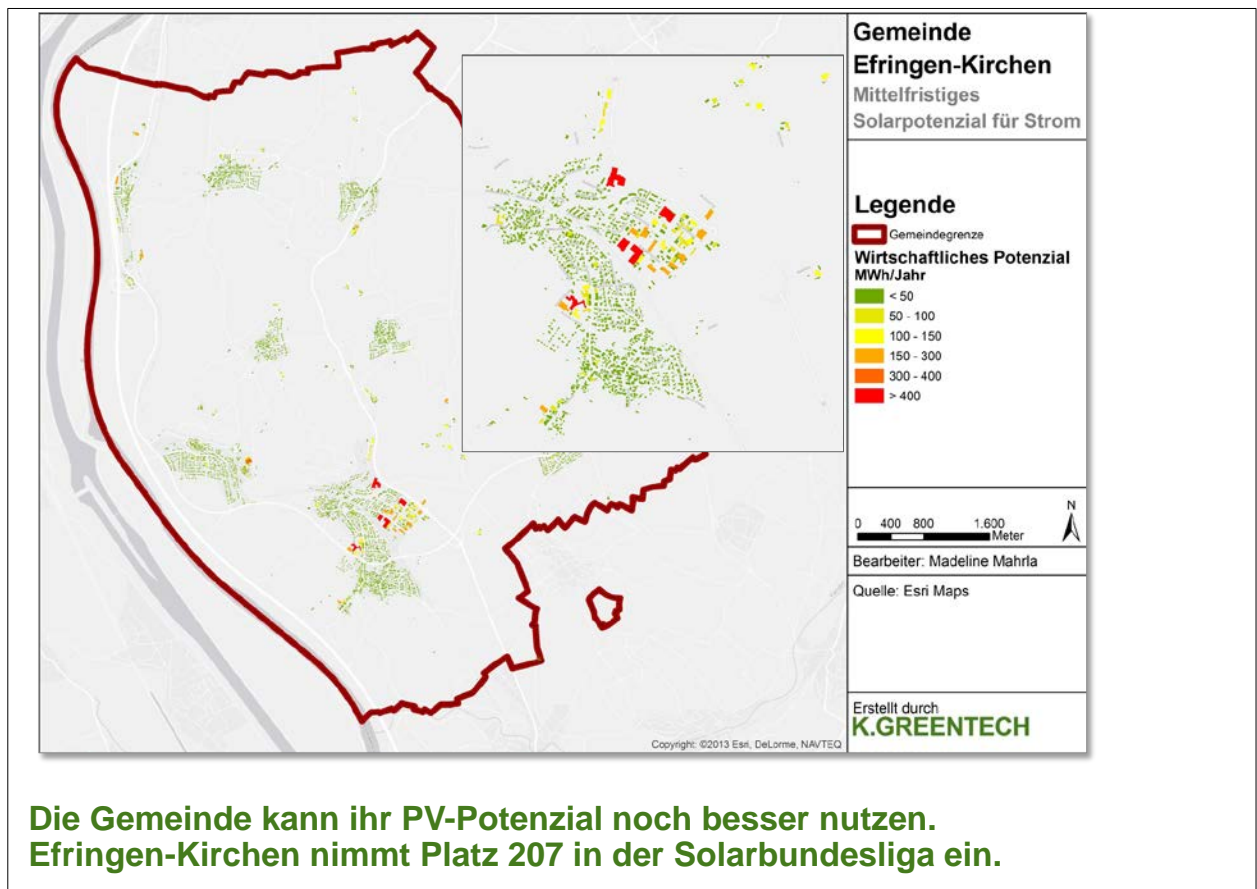 Gemeinde
Efringen-Kirchen
Mittelfristiges
Solarpotenzial für Strom
Legende
Gemeindegrenze
Wirtschaftliches Potenzial
MWh/Jahr
< 50
50 - 100
100 - 150
150 - 300
300 - 400
> 400
N
0 400 800 1.600
Meter
Bearbeiter: Madeline Mahrla
Quelle: Esri Maps
Erstellt durch
K.GREENTECH
Copyright: ©2013 Esri, DeLorme, NAVTEQ
Die Gemeinde kann ihr PV-Potenzial noch besser nutzen.
Efringen-Kirchen nimmt Platz 207 in der Solarbundesliga ein.